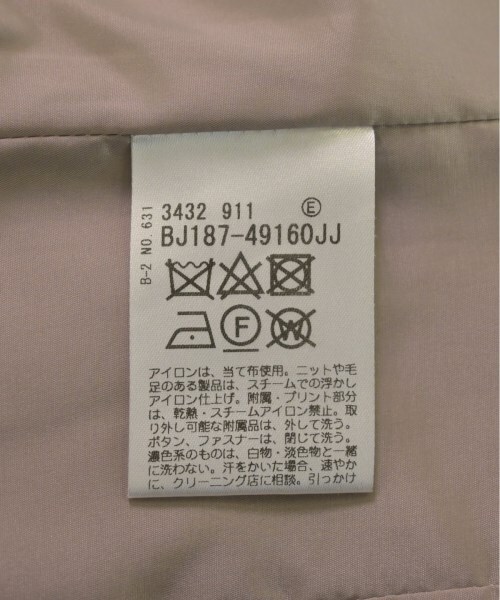 B-2 NO.631
3432 911 Ⓔ
BJ187-49160JJ
F W
アイロンは、当て布使用。ニットや毛
足のある製品は、スチームでの浮かし
アイロン仕上げ。附属・プリント部分
は、乾熱・スチームアイロン禁止。取
り外し可能な附属品は、外して洗う。
ボタン、ファスナーは、閉じて洗う。
濃色系のものは、白物・淡色物と一緒
に洗わない。汗をかいた場合、速やか
に、クリーニング店に相談。引っかけ